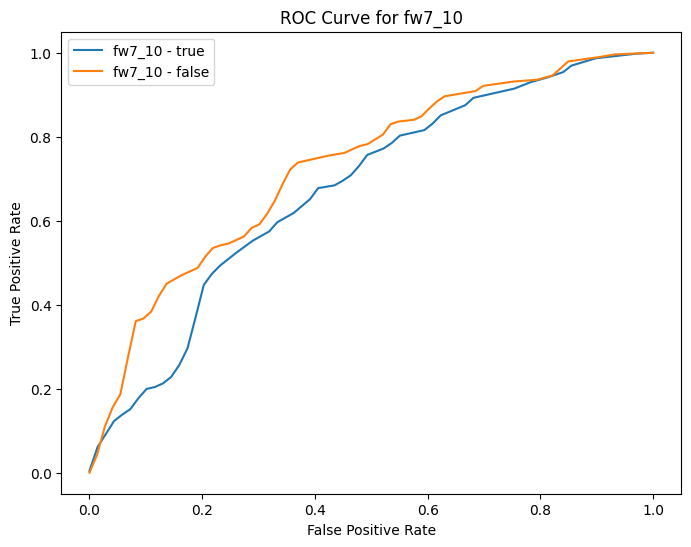 ROC Curve for fw7_10
fw7_10 - true
fw7_10 - false
True Positive Rate
1.0
0.8
0.6
0.4
0.2
0.0
0.0 0.2 0.4 0.6 0.8 1.0
False Positive Rate